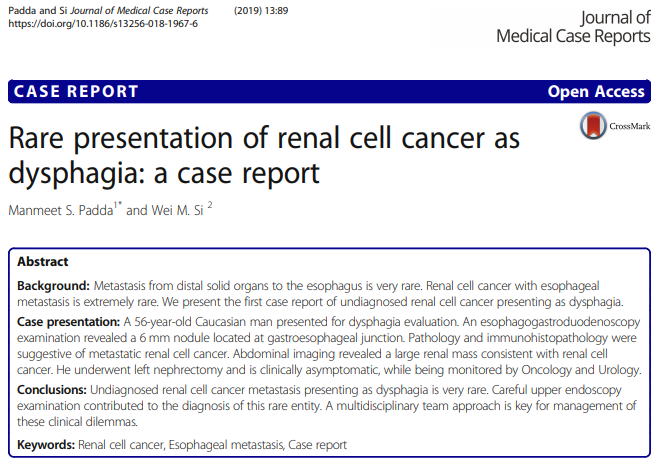 Padda and Si Journal of Medical Case Reports (2019) 13:89
https://doi.org/10.1186/s13256-018-1967-6
Journal of
Medical Case Reports
CASE REPORT Open Access
CrossMark
Rare presentation of renal cell cancer as
dysphagia: a case report
Manmeet S. Padda1* and Wei M. Si 2
Abstract
Background: Metastasis from distal solid organs to the esophagus is very rare. Renal cell cancer with esophageal
metastasis is extremely rare. We present the first case report of undiagnosed renal cell cancer presenting as dysphagia.
Case presentation: A 56-year-old Caucasian man presented for dysphagia evaluation. An esophagogastroduodenoscopy
examination revealed a 6 mm nodule located at gastroesophageal junction. Pathology and immunohistopathology were
suggestive of metastatic renal cell cancer. Abdominal imaging revealed a large renal mass consistent with renal cell
cancer. He underwent left nephrectomy and is clinically asymptomatic, while being monitored by Oncology and Urology.
Conclusions: Undiagnosed renal cell cancer metastasis presenting as dysphagia is very rare. Careful upper endoscopy
examination contributed to the diagnosis of this rare entity. A multidisciplinary team approach is key for management of
these clinical dilemmas.
Keywords: Renal cell cancer, Esophageal metastasis, Case report